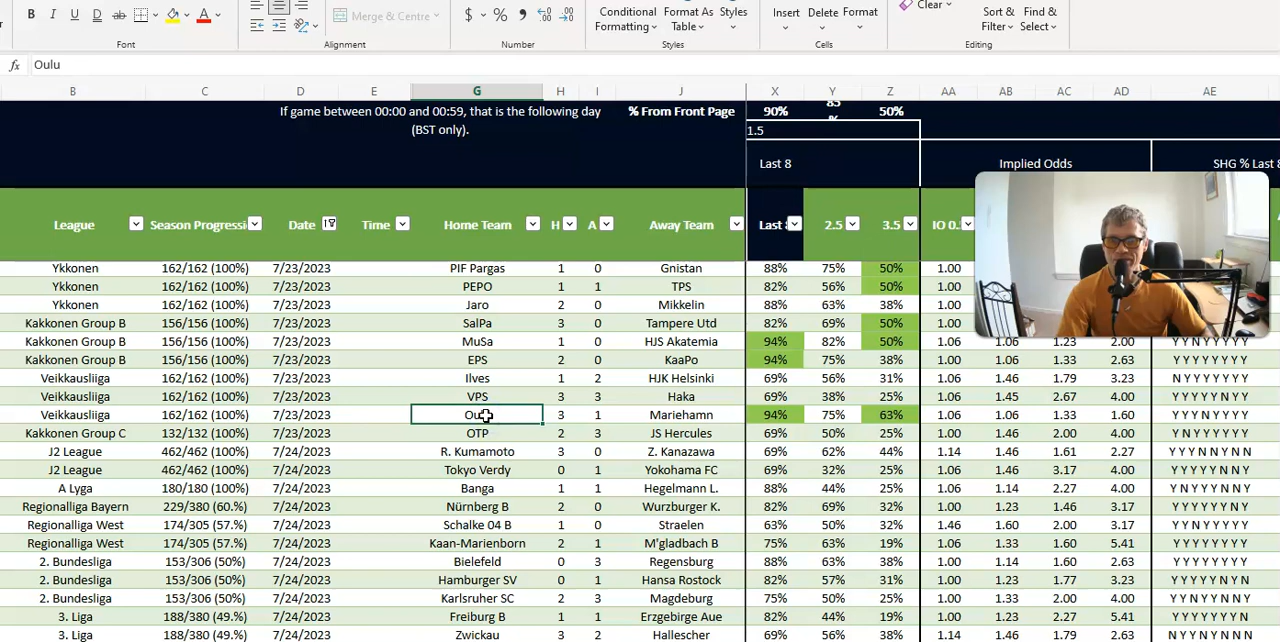 B I U D ab A Merge & Centre $ % , Conditional Format As Styles Insert Delete Format Clear Sort & Find &
Formatting Table Filter Select
Font Alignment Number Styles Cells Editing
fx Oulu
B C D E G H I J X Y Z AA AB AC AD AE
If game between 00:00 and 00:59, that is the following day % From Front Page 90% 85 50%
(BST only). %
1.5
Last 8 Implied Odds SHG % Last 8
League Season Progressi Date Time Home Team H A Away Team Last 2.5 3.5
Ykkonen 162/162 (100%) 7/23/2023 PIF Pargas 1 0 Gnistan 88% 75% 50% 1.00
Ykkonen 162/162 (100%) 7/23/2023 PEPO 1 1 TPS 82% 56% 50% 1.00
Ykkonen 162/162 (100%) 7/23/2023 Jaro 2 0 Mikkelin 88% 63% 38% 1.00
Kakkonen Group B 156/156 (100%) 7/23/2023 SalPa 3 0 Tampere Utd 82% 69% 50% 1.00
Kakkonen Group B 156/156 (100%) 7/23/2023 MuSa 1 0 HJS Akatemia 94% 82% 50% 1.06 1.06 1.23 2.00 Y Y N Y Y Y Y Y
Kakkonen Group B 156/156 (100%) 7/23/2023 EPS 2 0 KaaPo 94% 75% 38% 1.06 1.06 1.33 2.63 Y Y Y Y Y Y Y Y
Veikkausliiga 162/162 (100%) 7/23/2023 Ilves 1 2 HJK Helsinki 69% 56% 31% 1.06 1.46 1.79 3.23 N Y Y Y Y Y Y Y
Veikkausliiga 162/162 (100%) 7/23/2023 VPS 3 3 Haka 69% 38% 25% 1.06 1.45 2.67 4.00 Y Y Y Y Y Y Y Y
Veikkausliiga 162/162 (100%) 7/23/2023 3 1 Mariehamn 94% 75% 63% 1.06 1.06 1.33 1.60 Y Y Y N Y Y Y Y
Kakkonen Group C 132/132 (100%) 7/23/2023 OTP 2 3 JS Hercules 69% 50% 25% 1.06 1.46 2.00 4.00 Y N Y Y Y Y Y Y
J2 League 462/462 (100%) 7/24/2023 R. Kumamoto 3 0 Z. Kanazawa 69% 62% 44% 1.14 1.46 1.61 2.27 Y Y Y N Y Y N N
J2 League 462/462 (100%) 7/24/2023 Tokyo Verdy 0 1 Yokohama FC 69% 32% 25% 1.06 1.46 3.17 4.00 Y Y Y Y Y N Y N
A Lyga 180/180 (100%) 7/24/2023 Banga 1 1 Hegelmann L. 88% 44% 25% 1.06 1.14 2.27 4.00 Y N Y Y Y N N Y
Regionalliga Bayern 229/380 (60.%) 7/24/2023 Nürnberg B 2 0 Wurzburger K. 82% 69% 32% 1.00 1.23 1.46 3.17 Y Y Y Y Y Y N Y
Regionalliga West 174/305 (57.%) 7/24/2023 Schalke 04 B 1 0 Straelen 63% 50% 32% 1.46 1.60 2.00 3.17 Y Y N Y Y Y Y Y
Regionalliga West 174/305 (57.%) 7/24/2023 Kaan-Marienborn 2 1 M'gladbach B 75% 63% 19% 1.06 1.33 1.60 5.41 Y Y Y Y N Y Y Y
2. Bundesliga 153/306 (50%) 7/24/2023 Bielefeld 0 3 Regensburg 88% 63% 38% 1.00 1.14 1.60 2.63 Y Y Y Y Y Y Y Y
2. Bundesliga 153/306 (50%) 7/24/2023 Hamburger SV 0 1 Hansa Rostock 82% 57% 31% 1.00 1.23 1.77 3.23 Y Y Y Y Y N Y N
2. Bundesliga 153/306 (50%) 7/24/2023 Karlsruher SC 2 3 Magdeburg 75% 50% 25% 1.00 1.33 2.00 4.00 Y Y Y Y Y Y Y Y
3. Liga 188/380 (49.%) 7/24/2023 Freiburg B 1 1 Erzgebirge Aue 82% 44% 19% 1.00 1.23 2.27 5.41 Y Y Y Y Y Y Y N
3. Liga 188/380 (49.%) 7/24/2023 Zwickau 3 3 Hallescher 69% 56% 38% 1.14 1.46 1.79 2.63 N Y N Y Y Y Y Y